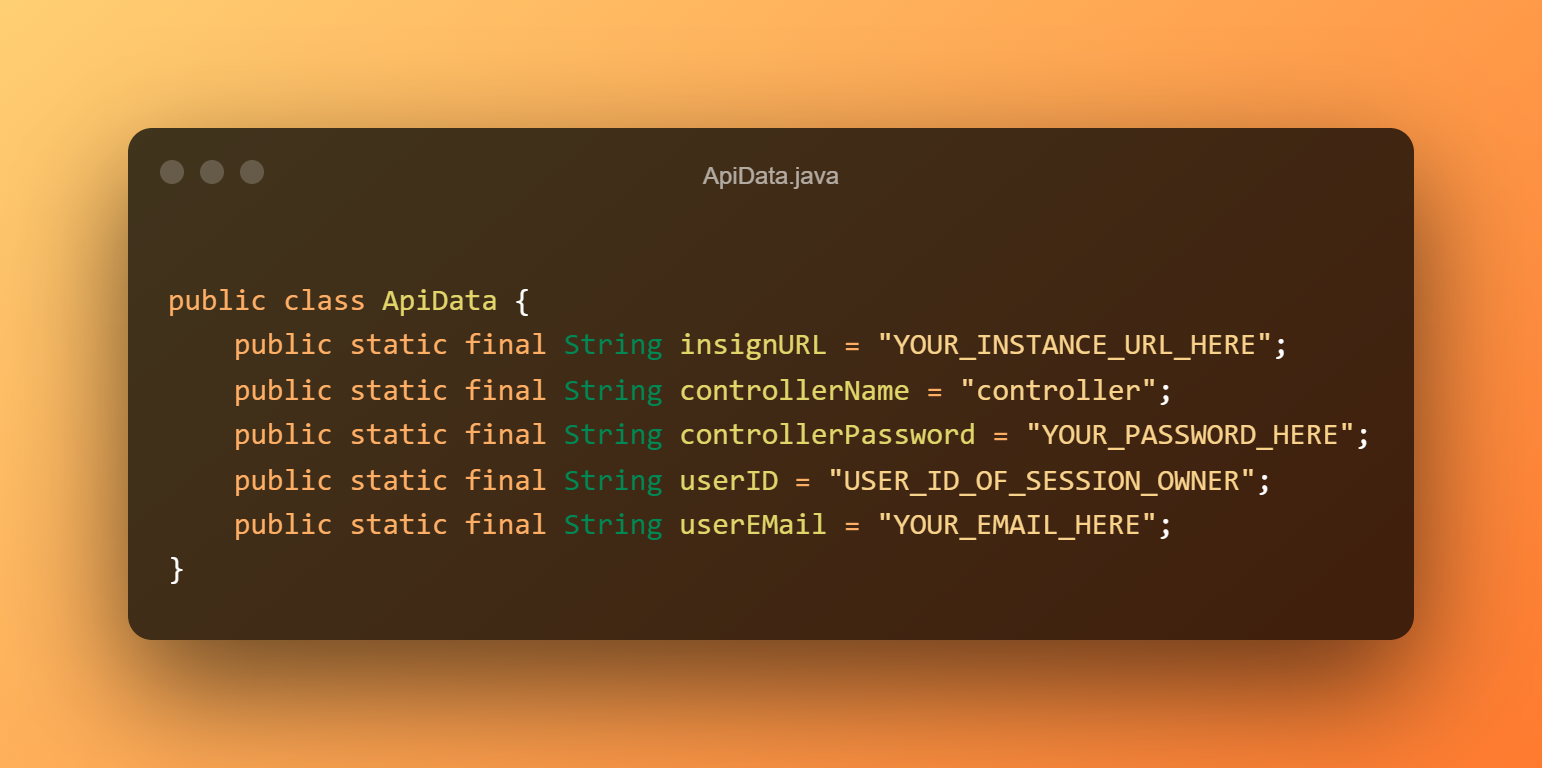 ApiData.java
public class ApiData {
    public static final String insignURL = "YOUR_INSTANCE_URL_HERE";
    public static final String controllerName = "controller";
    public static final String controllerPassword = "YOUR_PASSWORD_HERE";
    public static final String userID = "USER_ID_OF_SESSION_OWNER";
    public static final String userEMail = "YOUR_EMAIL_HERE";
}